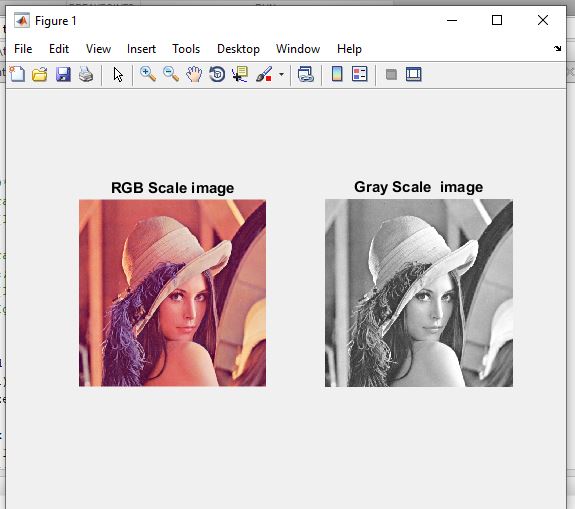 Figure 1
File Edit View Insert Tools Desktop Window Help
RGB Scale image
Gray Scale  image